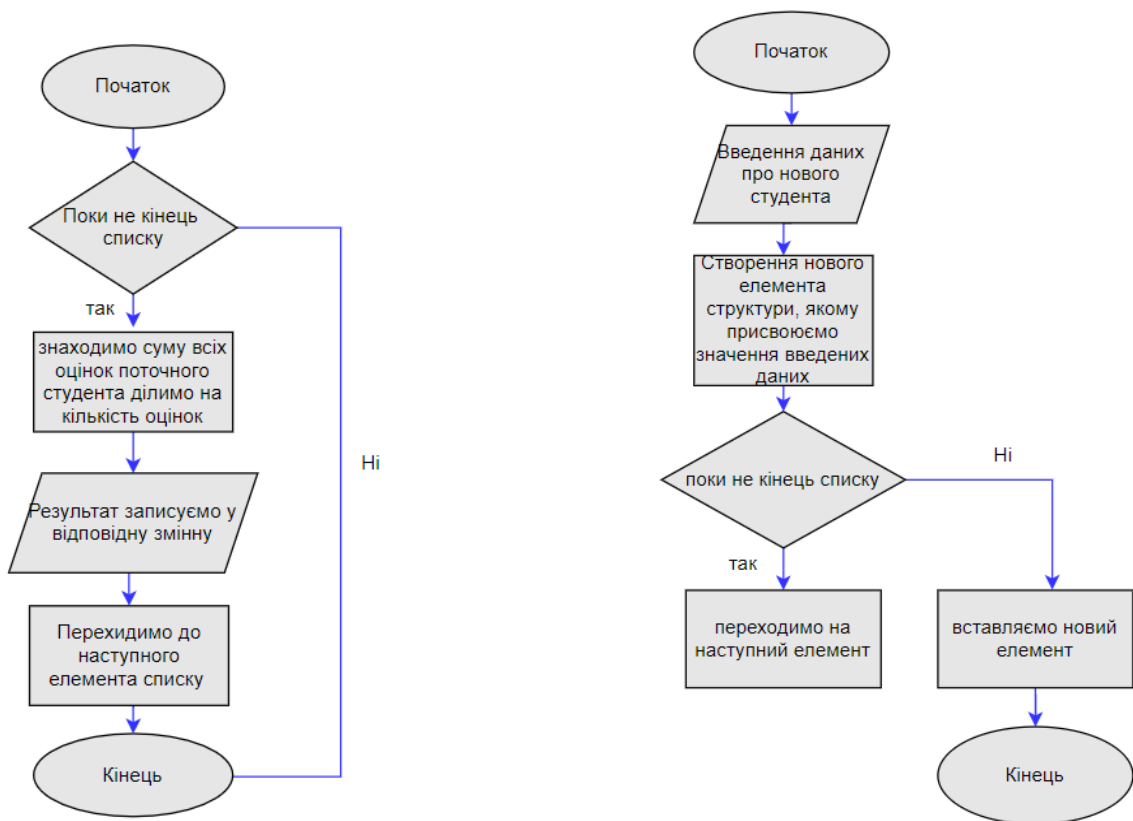 Початок
Поки не кінець
списку
так
знаходимо суму всіх
оцінок поточного
студента ділимо на
кількість оцінок
Ні
Результат записуємо у
відповідну змінну
Перехидимо до
наступного
елемента списку
Кінець
Початок
Введення даних
про нового
студента
Створення нового
елемента
структури, якому
присвоюємо
значення введених
даних
поки не кінець списку
Ні
так
переходимо на
наступний елемент
вставляємо новий
елемент
Кінець